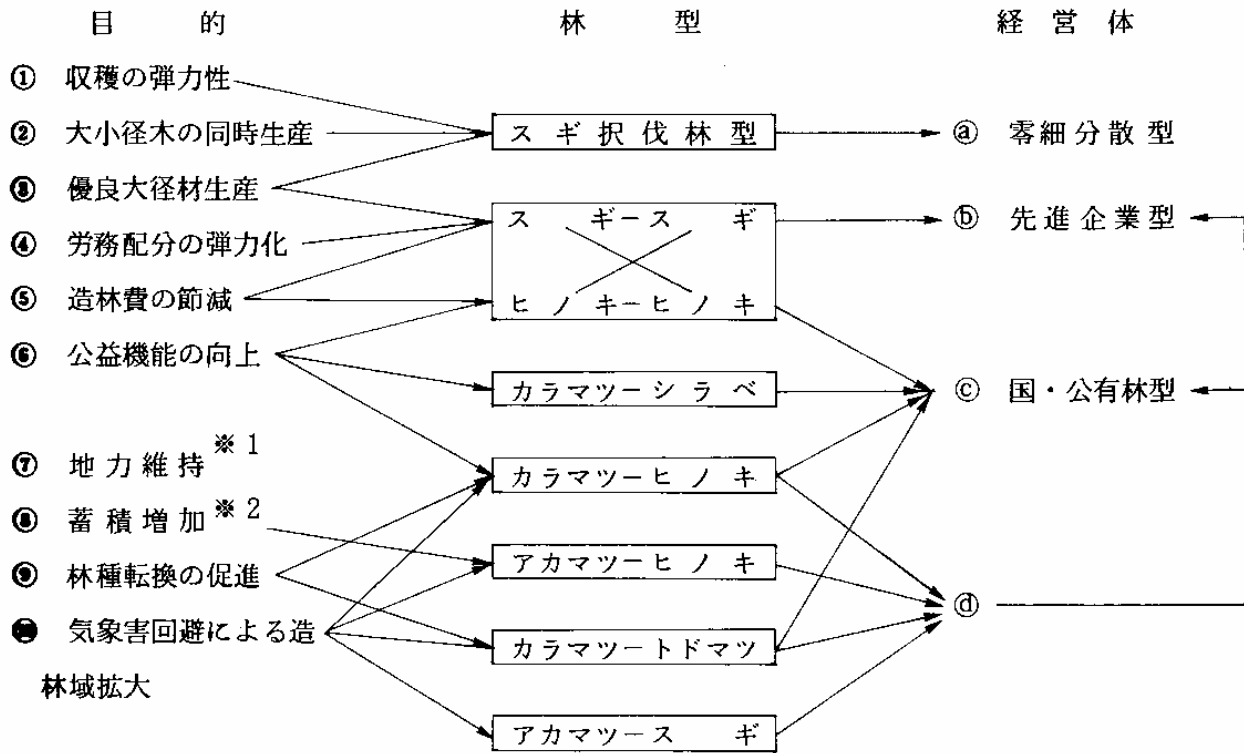 目的 林型 経営体
① 収穫の弾力性
② 大小径木の同時生産
③ 優良大径材生産
④ 労務配分の弾力化
⑤ 造林費の節減
⑥ 公益機能の向上
⑦ 地力維持※1
⑧ 蓄積増加※2
⑨ 林種転換の促進
気象害回避による造
林域拡大
スギ択伐林型
スギースギ
ヒノキーヒノキ
カラマツーシラベ
カラマツーヒノキ
アカマツーヒノキ
カラマツートドマツ
アカマツースギ
ⓐ 零細分散型
ⓑ 先進企業型
ⓒ 国・公有林型
ⓓ